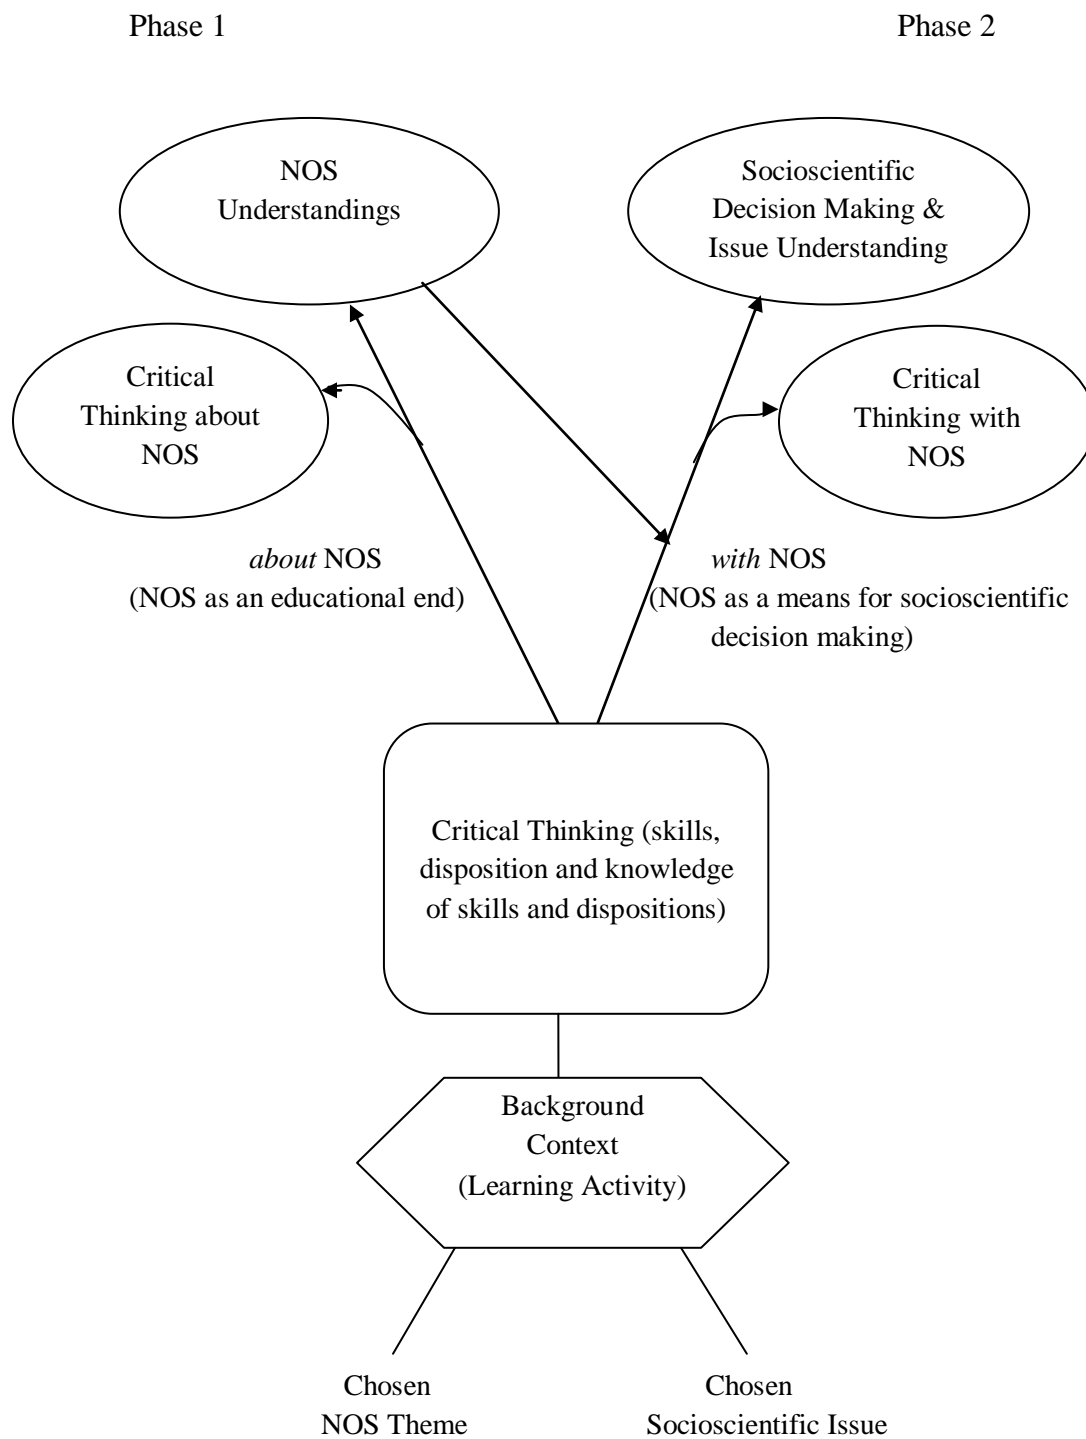 Phase 1
Phase 2
NOS
Understandings
Socioscientific
Decision Making &
Issue Understanding
Critical
Thinking about
NOS
Critical
Thinking with
NOS
about NOS
(NOS as an educational end)
with NOS
(NOS as a means for socioscientific
decision making)
Critical Thinking (skills,
disposition and knowledge
of skills and dispositions)
Background
Context
(Learning Activity)
Chosen
NOS Theme
Chosen
Socioscientific Issue